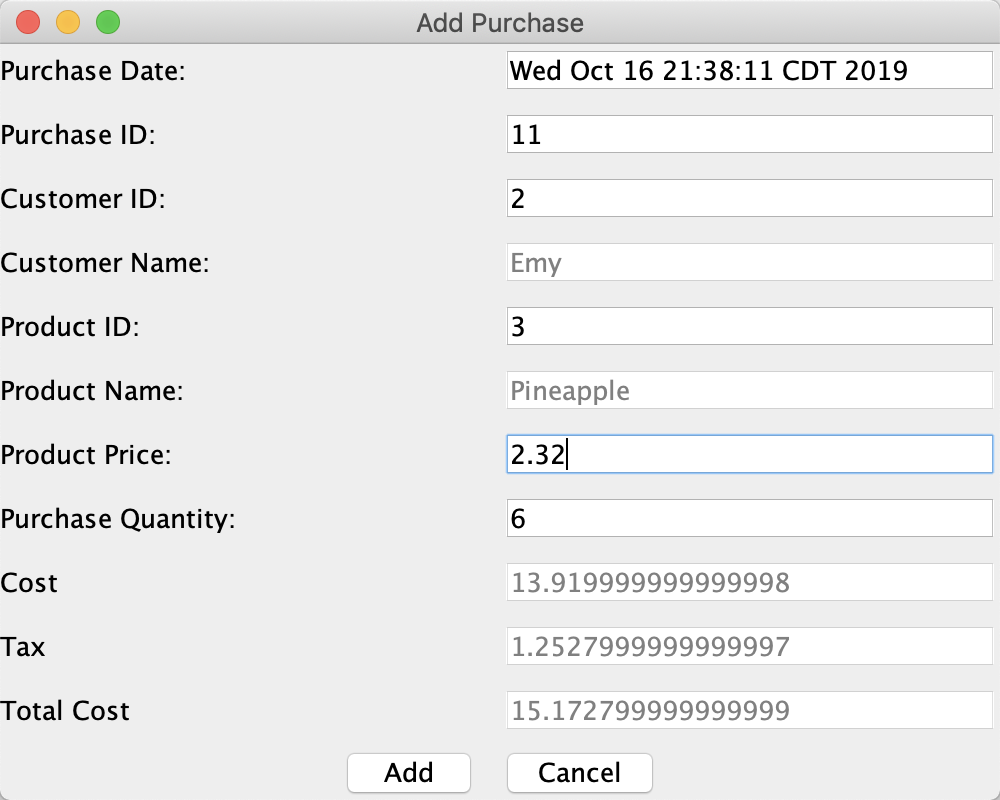 Add Purchase
Purchase Date: Wed Oct 16 21:38:11 CDT 2019
Purchase ID: 11
Customer ID: 2
Customer Name: Emy
Product ID: 3
Product Name: Pineapple
Product Price: 2.32
Purchase Quantity: 6
Cost 13.919999999999998
Tax 1.2527999999999997
Total Cost 15.172799999999999
Add Cancel